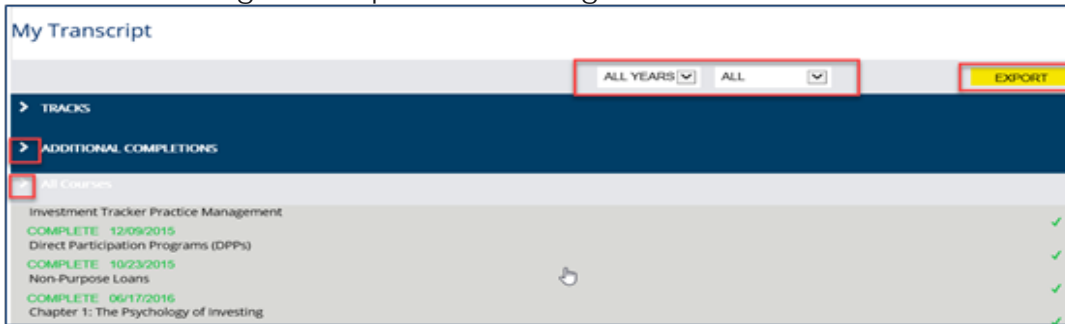 My Transcript
ALL YEARS ALL EXPORT
TRACKS
ADDITIONAL COMPLETIONS
All Courses
Investment Tracker Practice Management
COMPLETE 12/09/2015
Direct Participation Programs (DPPs)
COMPLETE 10/23/2015
Non-Purpose Loans
COMPLETE 06/17/2016
Chapter 1: The Psychology of Investing